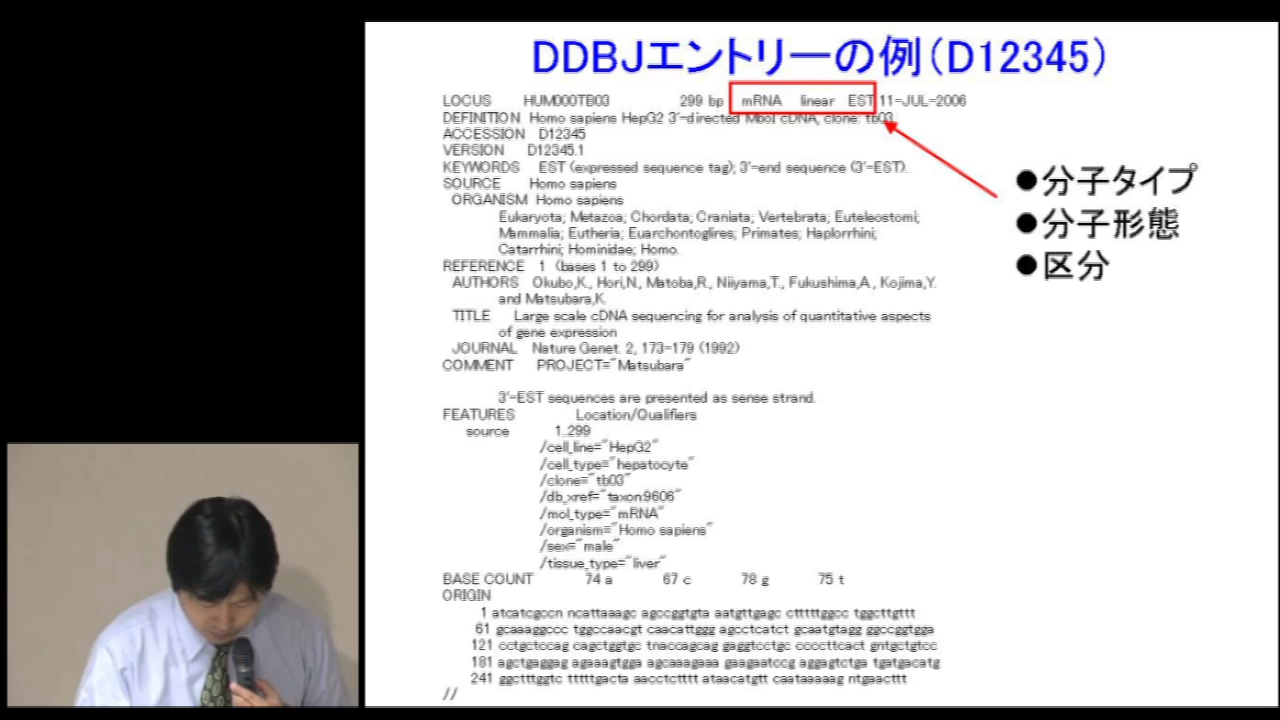 DDBJエントリーの例(D12345)
LOCUS HUM000TB03 299 bp mRNA linear EST 11-JUL-2006
DEFINITION Homo sapiens HepG2 3'-directed MboI cDNA, clone: tb03.
ACCESSION D12345
VERSION D12345.1
KEYWORDS EST (expressed sequence tag); 3'-end sequence (3'-EST).
SOURCE Homo sapiens
ORGANISM Homo sapiens
Eukaryota; Metazoa; Chordata; Craniata; Vertebrata; Euteleostomi;
Mammalia; Eutheria; Euarchontoglires; Primates; Haplorrhini;
Catarrhini; Hominidae; Homo.
REFERENCE 1 (bases 1 to 299)
AUTHORS Okubo,K., Hori,N., Matoba,R., Niiyama,T., Fukushima,A., Kojima,Y.
and Matsubara,K.
TITLE Large scale cDNA sequencing for analysis of quantitative aspects
of gene expression
JOURNAL Nature Genet. 2, 173-179 (1992)
COMMENT PROJECT="Matsubara"
3'-EST sequences are presented as sense strand.
FEATURES Location/Qualifiers
source 1..299
/cell_line="HepG2"
/cell_type="hepatocyte"
/clone="tb03"
/db_xref="taxon:9606"
/mol_type="mRNA"
/organism="Homo sapiens"
/sex="male"
/tissue_type="liver"
BASE COUNT 74 a 67 c 78 g 75 t
ORIGIN
1 atcatcgccn ncattaaagc agccggtgta aatgttgagc ctttttggcc tggcttgttt
61 gcaaaggccc tggccaacgt caacattggg agcctcatct gcaatgtagg ggccggtgga
121 cctgctccag cagctggtgc tnaccagcag gaggtcctgc ccccttcact gntgctgtcc
181 agctgaggag agaaagtgga agcaaagaaa gaagaatccg aggagtctga tgatgacatg
241 ggctttggtc tttttgacta aacctctttt ataacatgtt caataaaaag ntgaacttt
//
●分子タイプ
●分子形態
●区分